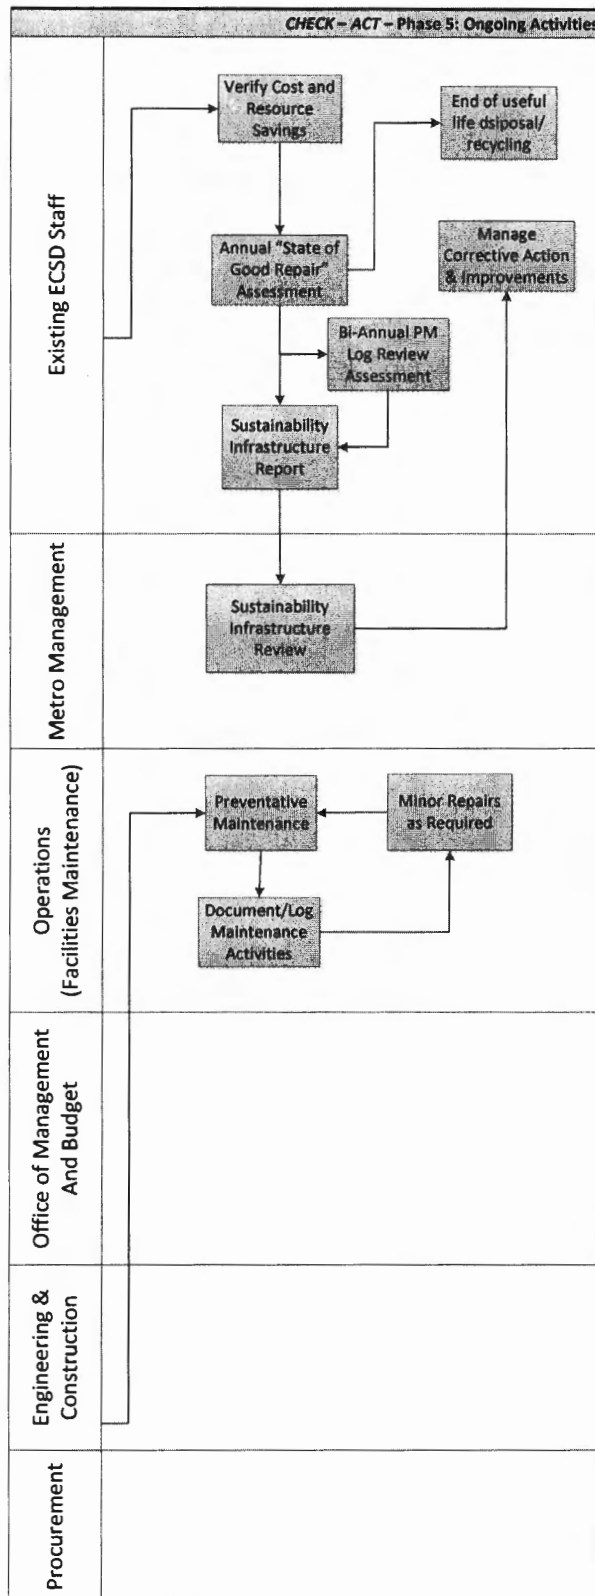 CHECK – ACT – Phase 5: Ongoing Activities
Existing ECSD Staff
Verify Cost and
Resource
Savings
End of useful
life dsiposal/
recycling
Annual "State of
Good Repair"
Assessment
Manage
Corrective Action
& Improvements
Bi-Annual PM
Log Review
Assessment
Sustainability
Infrastructure
Report
Metro Management
Sustainability
Infrastructure
Review
Operations
(Facilities Maintenance)
Preventative
Maintenance
Minor Repairs
as Required
Document/Log
Maintenance
Activities
Office of Management
And Budget
Engineering &
Construction
Procurement